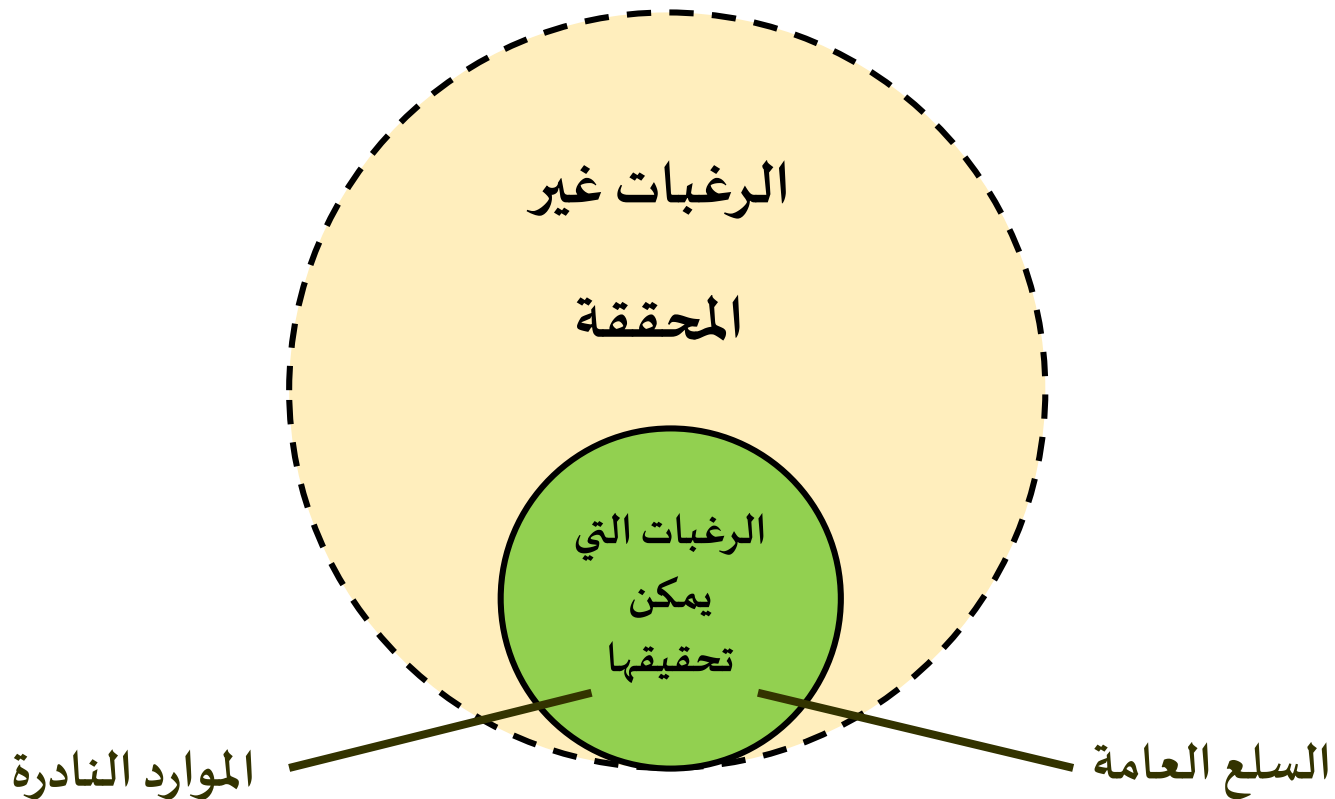 الرغبات غير
المحققة
الرغبات التي
يمكن
تحقيقها
السلع العامة
الموارد النادرة